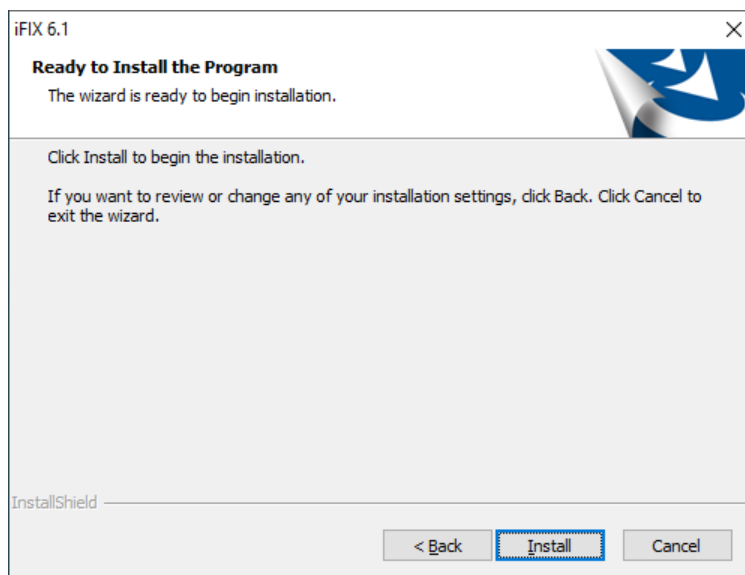 iFIX 6.1
Ready to Install the Program
The wizard is ready to begin installation.
Click Install to begin the installation.
If you want to review or change any of your installation settings, click Back. Click Cancel to
exit the wizard.
InstallShield
< Back
Install
Cancel